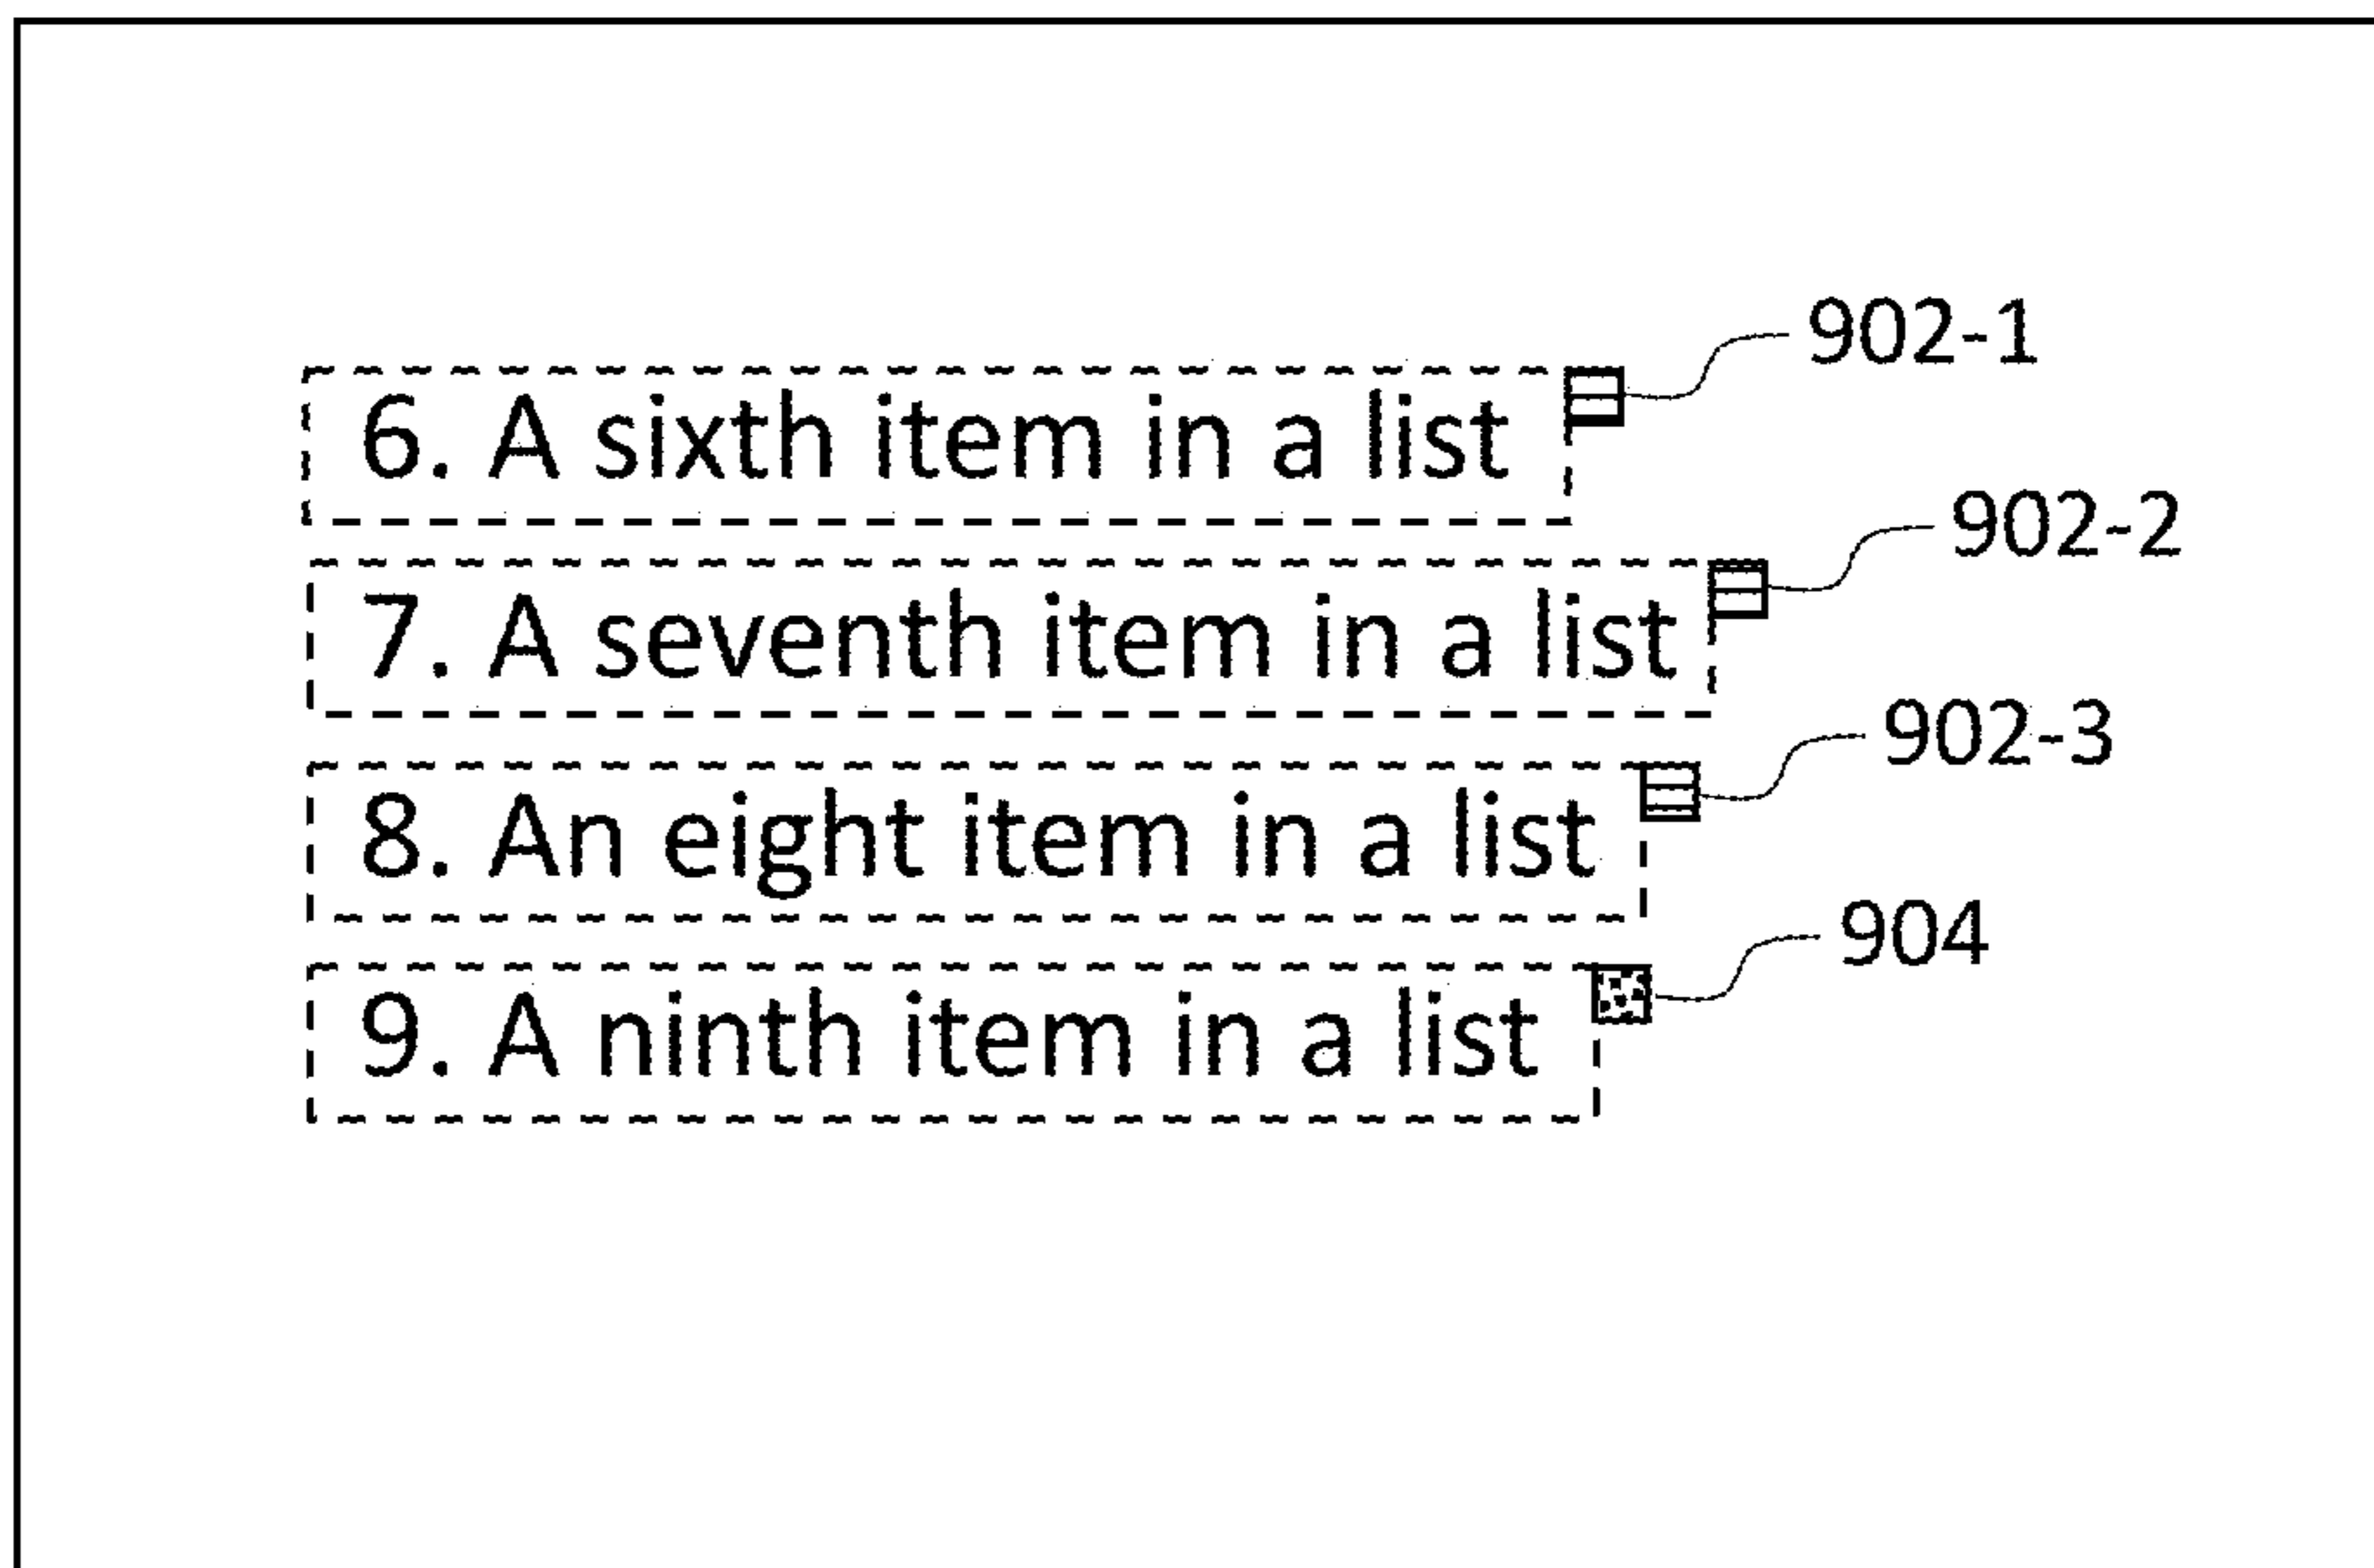 902-1
6. A sixth item in a list
902-2
7. A seventh item in a list
902-3
8. An eight item in a list
904
9. A ninth item in a list